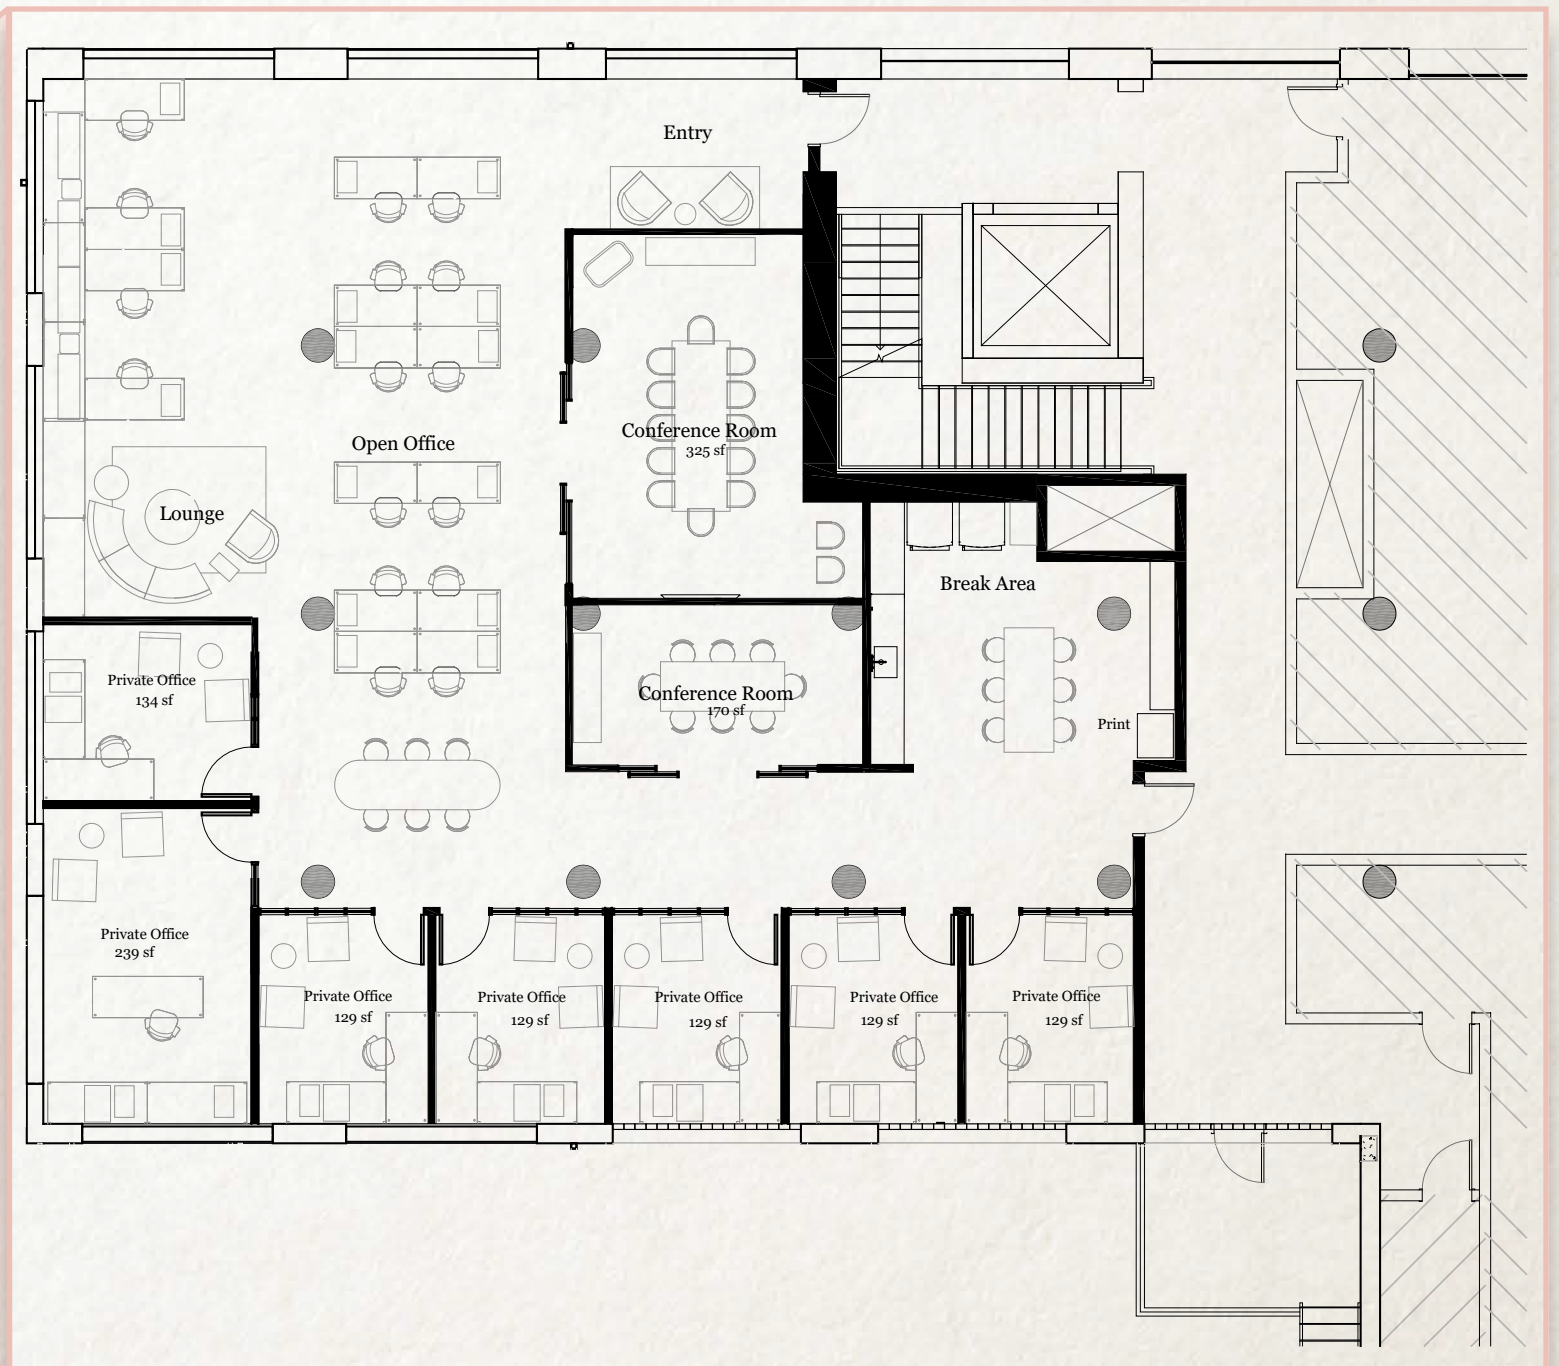 Entry
Conference Room
325 sf
Open Office
Lounge
Break Area
Private Office
134 sf
Conference Room
170 sf
Print
Private Office
239 sf
Private Office
129 sf
Private Office
129 sf
Private Office
129 sf
Private Office
129 sf
Private Office
129 sf